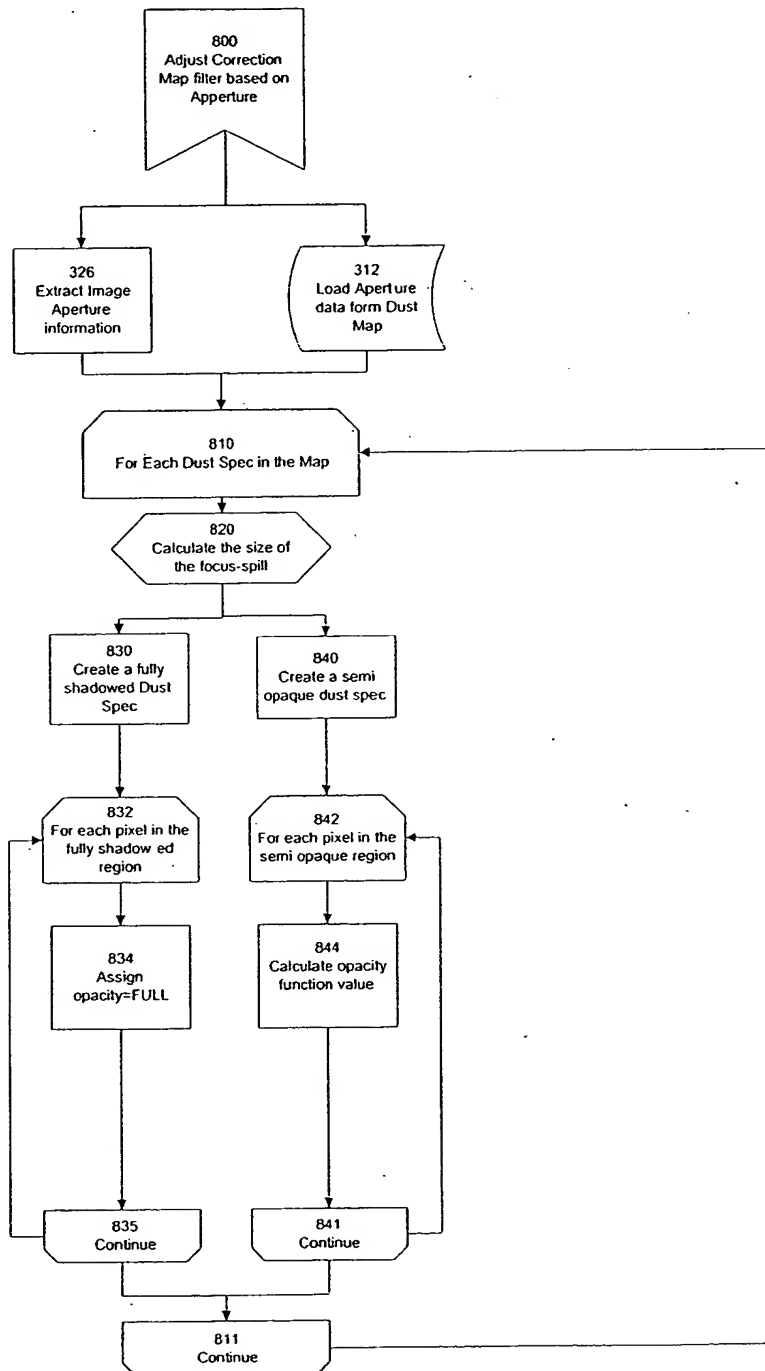 800
Adjust Correction
Map filter based on
Apperture
326
Extract Image
Aperture
information
312
Load Aperture
data form Dust
Map
810
For Each Dust Spec in the Map
820
Calculate the size of
the focus-spill
830
Create a fully
shadowed Dust
Spec
840
Create a semi
opaque dust spec
832
For each pixel in the
fully shadow ed
region
842
For each pixel in the
semi opaque region
834
Assign
opacity=FULL
844
Calculate opacity
function value
835
Continue
841
Continue
811
Continue